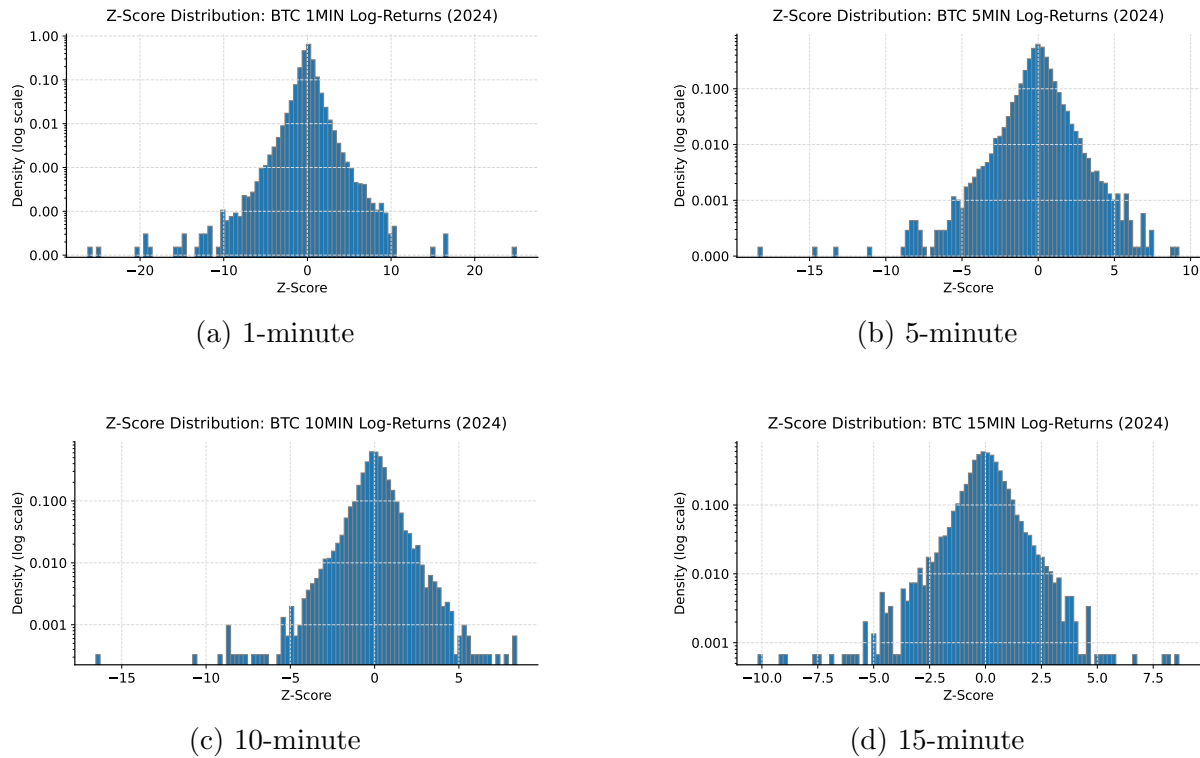 Z-Score Distribution: BTC 1MIN Log-Returns (2024)
Density (log scale)
1.00
0.10
0.01
0.00
0.00
0.00
−20
−10
0
10
20
Z-Score
(a) 1-minute
Z-Score Distribution: BTC 5MIN Log-Returns (2024)
Density (log scale)
0.100
0.010
0.001
0.000
−15
−10
−5
0
5
10
Z-Score
(b) 5-minute
Z-Score Distribution: BTC 10MIN Log-Returns (2024)
Density (log scale)
0.100
0.010
0.001
−15
−10
−5
0
5
Z-Score
(c) 10-minute
Z-Score Distribution: BTC 15MIN Log-Returns (2024)
Density (log scale)
0.100
0.010
0.001
−10.0
−7.5
−5.0
−2.5
0.0
2.5
5.0
7.5
Z-Score
(d) 15-minute